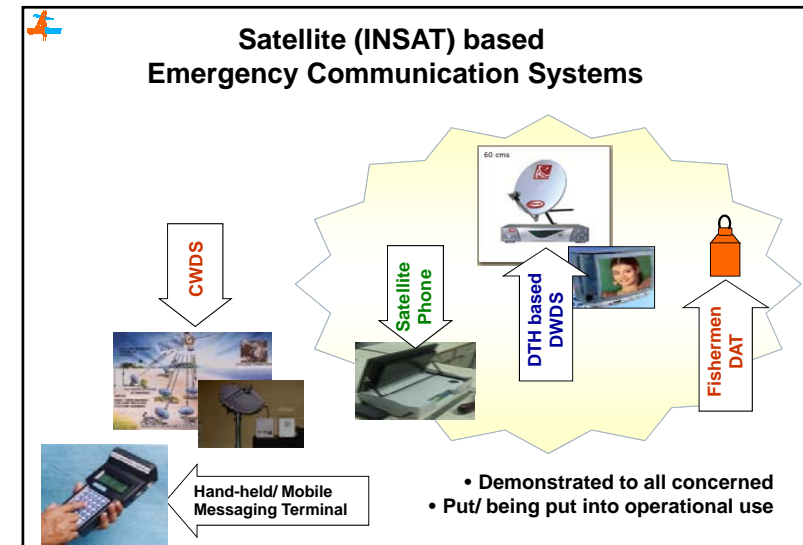 Satellite (INSAT) based
Emergency Communication Systems
60 cms
CWDS
Satellite
Phone
DTH based
DWDS
Fishermen
DAT
Hand-held/ Mobile
Messaging Terminal
• Demonstrated to all concerned
• Put/ being put into operational use